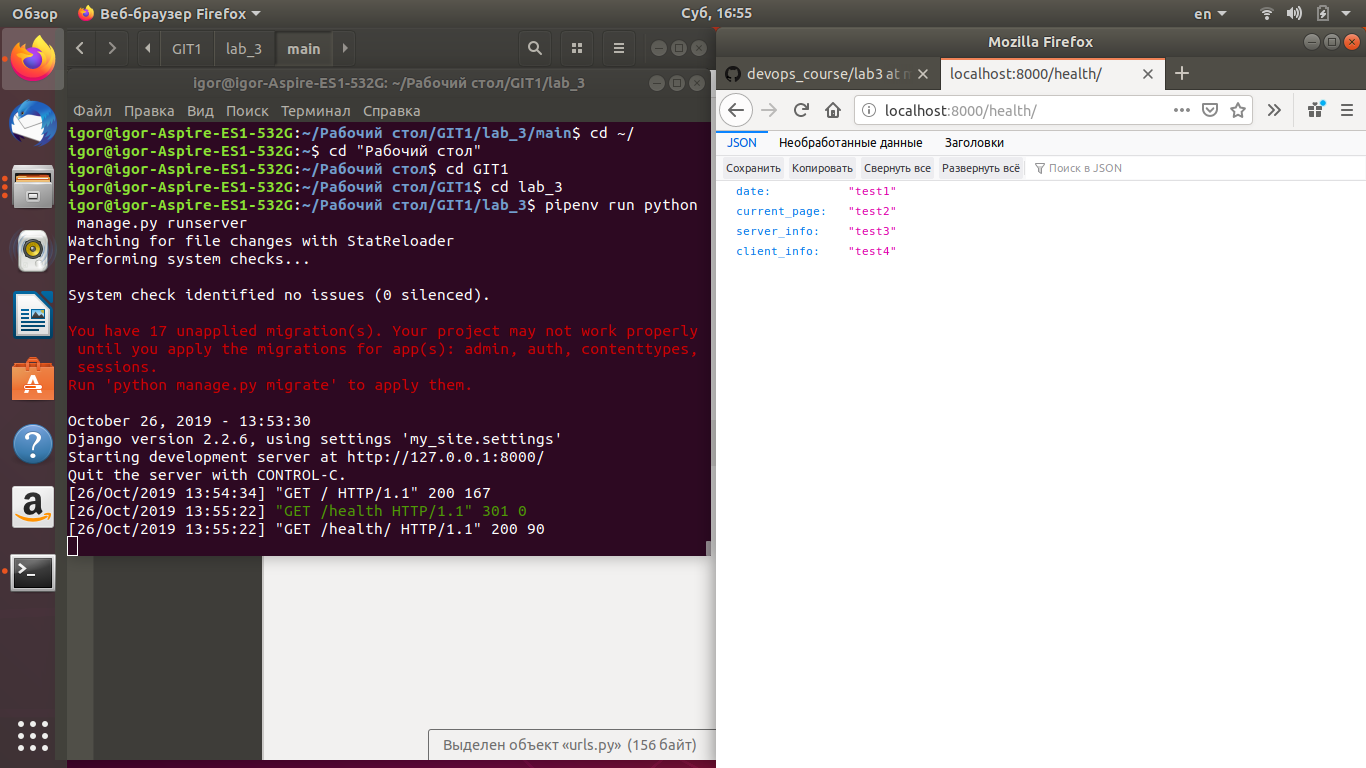 Обзор
Веб-браузер Firefox
Суб, 16:55
en
GIT1
lab_3
main
igor@igor-Aspire-ES1-532G: ~/Рабочий стол/GIT1/lab_3
Файл Правка Вид Поиск Терминал Справка
igor@igor-Aspire-ES1-532G:~/Рабочий стол/GIT1/lab_3/main$ cd ~/
igor@igor-Aspire-ES1-532G:~$ cd "Рабочий стол"
igor@igor-Aspire-ES1-532G:~/Рабочий стол$ cd GIT1
igor@igor-Aspire-ES1-532G:~/Рабочий стол/GIT1$ cd lab_3
igor@igor-Aspire-ES1-532G:~/Рабочий стол/GIT1/lab_3$ pipenv run python
manage.py runserver
Watching for file changes with StatReloader
Performing system checks...
System check identified no issues (0 silenced).
You have 17 unapplied migration(s). Your project may not work properly
until you apply the migrations for app(s): admin, auth, contenttypes,
sessions.
Run 'python manage.py migrate' to apply them.
October 26, 2019 - 13:53:30
Django version 2.2.6, using settings 'my_site.settings'
Starting development server at http://127.0.0.1:8000/
Quit the server with CONTROL-C.
[26/Oct/2019 13:54:34] "GET / HTTP/1.1" 200 167
[26/Oct/2019 13:55:22] "GET /health HTTP/1.1" 301 0
[26/Oct/2019 13:55:22] "GET /health/ HTTP/1.1" 200 90
Выделен объект «urls.py» (156 байт)
Mozilla Firefox
devops_course/lab3 at
localhost:8000/health/
localhost:8000/health/
JSON Необработанные данные Заголовки
Сохранить Копировать Свернуть все Развернуть всё Поиск в JSON
date: "test1"
current_page: "test2"
server_info: "test3"
client_info: "test4"